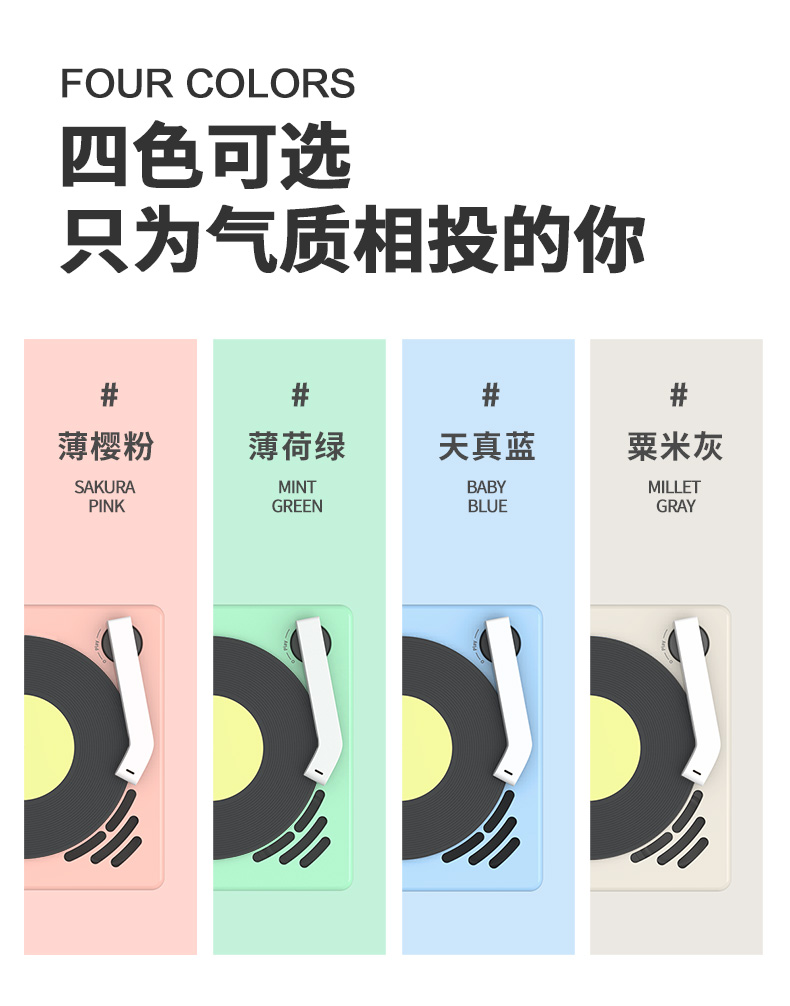 FOUR COLORS
四色可选
只为气质相投的你
#
薄樱粉
SAKURA
PINK
#
薄荷绿
MINT
GREEN
#
天真蓝
BABY
BLUE
#
粟米灰
MILLET
GRAY